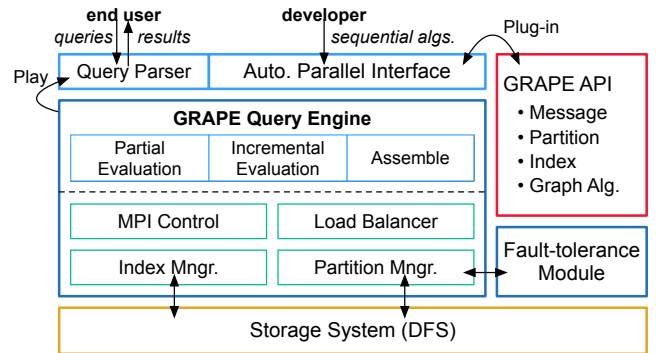 end user
developer
Plug-in
queries
results
sequential algs.
Play
Query Parser
Auto. Parallel Interface
GRAPE API
• Message
• Partition
• Index
• Graph Alg.
GRAPE Query Engine
Partial
Evaluation
Incremental
Evaluation
Assemble
MPI Control
Load Balancer
Index Mngr.
Partition Mngr.
Fault-tolerance
Module
Storage System (DFS)